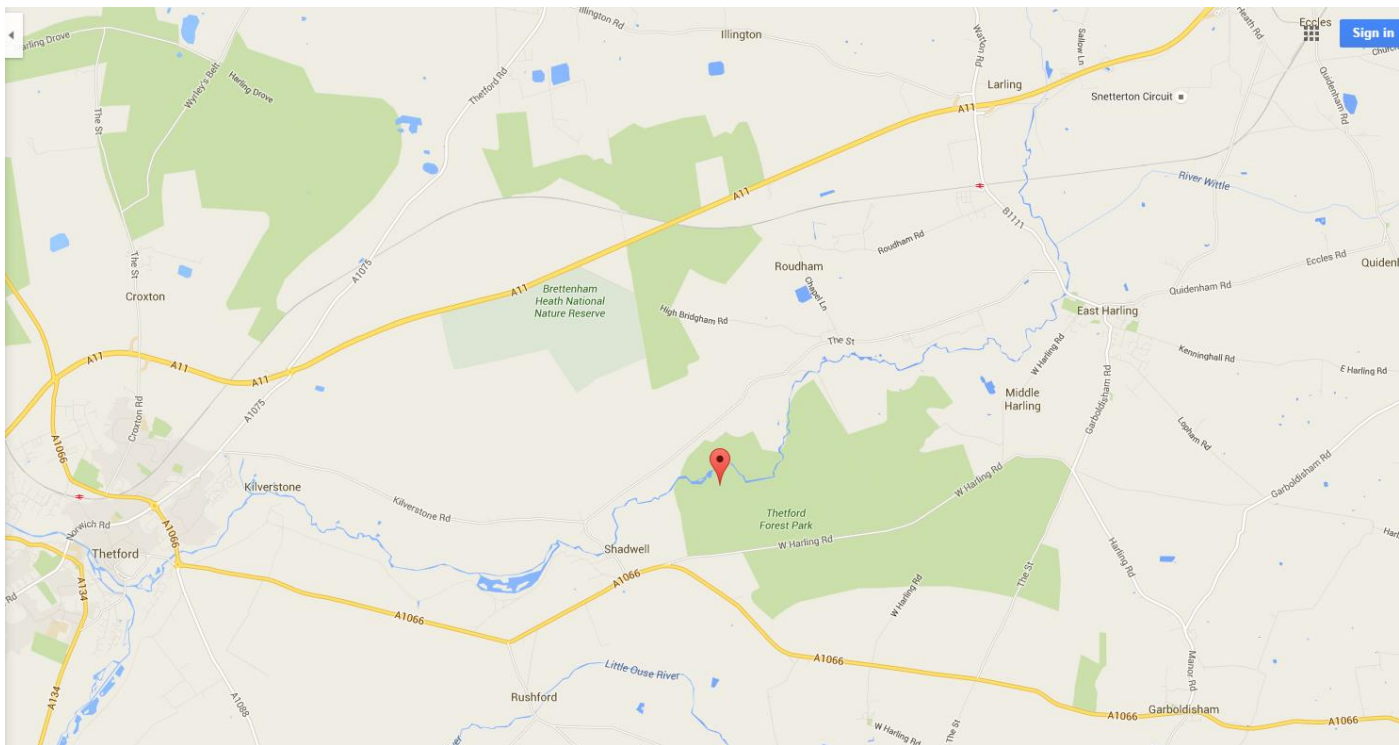 Illington Rd
Illington
Watton Rd
Sallow Ln
Heath Rd
Eccles
Sign in
Harling Drove
Wyrley's Belt
Harling Drove
The St
Thetford Rd
Larling
A11
Snetterton Circuit
Quidenham Rd
River Wittle
A11
B1111
Roudham Rd
Roudham
Chapel Ln
Eccles Rd
The St
A1075
Croxton
A11
Brettenham
Heath National
Nature Reserve
High Bridgham Rd
Quidenham Rd
East Harling
The St
W Harling Rd
Kenninghall Rd
E Harling Rd
A11
A11
A11
Croxton Rd
A1075
Middle
Harling
Garboldisham Rd
Lopham Rd
A1066
Garboldisham Rd
Kilverstone
Kilverstone Rd
W Harling Rd
Norwich Rd
Thetford
A1066
Thetford
Forest Park
Shadwell
W Harling Rd
Harling Rd
The St
A134
Rd
A1066
W Harling Rd
A1066
A1066
Little Ouse River
Manor Rd
A134
A1088
Rushford
Garboldisham
The St
W Harling Rd
A1066
A1066